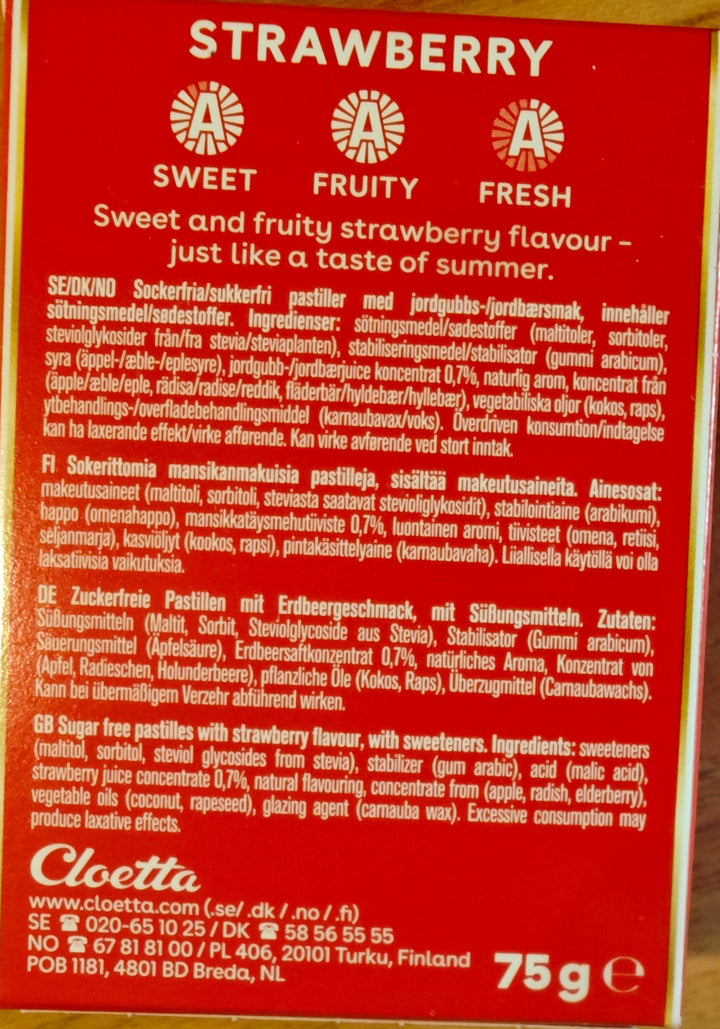 STRAWBERRY
A A A
SWEET FRUITY FRESH
Sweet and fruity strawberry flavour –
just like a taste of summer.
SE/DK/NO Sockerfria/sukkerfri pastiller med jordgubbs-/jordbærsmak, innehåller
sötningsmedel/sødestoffer. Ingredienser: sötningsmedel/sødestoffer (maltitoler, sorbitoler,
steviolglykosider från/fra stevia/steviaplanten), stabiliseringsmedel/stabilisator (gummi arabicum),
syra (äppel-/æble-/eplesyre), jordgubb-/jordbærjuice koncentrat 0,7%, naturlig arom, koncentrat från
(äpple/æble/eple, rädisa/radise/reddik, fläderbär/hyldebær/hyllebær), vegetabiliska oljor (kokos, raps),
ytbehandlings-/overfladebehandlingsmiddel (karnaubavax/voks). Överdriven konsumtion/indtagelse
kan ha laxerande effekt/virke afførende. Kan virke avførende ved stort inntak.
FI Sokerittomia mansikanmakuisia pastilleja, sisältää makeutusaineita. Ainesosat:
makeutusaineet (maltitoli, sorbitoli, steviasta saatavat stevioliglykosidit), stabilointiaine (arabikumi),
happo (omenahappo), mansikkatäysmehutiiviste 0,7%, luontainen aromi, tiivisteet (omena, retiisi,
seljanmarja), kasviöljyt (kookos, rapsi), pintakäsittelyaine (karnaubavaha). Liiallisella käytöllä voi olla
laksatiivisia vaikutuksia.
DE Zuckerfreie Pastillen mit Erdbeergeschmack, mit Süßungsmitteln. Zutaten:
Süßungsmitteln (Maltit, Sorbit, Steviolglycoside aus Stevia), Stabilisator (Gummi arabicum),
Säuerungsmittel (Äpfelsäure), Erdbeersaftkonzentrat 0,7%, natürliches Aroma, Konzentrat von
(Apfel, Radieschen, Holunderbeere), pflanzliche Öle (Kokos, Raps), Überzugmittel (Carnaubawachs).
Kann bei übermäßigem Verzehr abführend wirken.
GB Sugar free pastilles with strawberry flavour, with sweeteners. Ingredients: sweeteners
(maltitol, sorbitol, steviol glycosides from stevia), stabilizer (gum arabic), acid (malic acid),
strawberry juice concentrate 0,7%, natural flavouring, concentrate from (apple, radish, elderberry),
vegetable oils (coconut, rapeseed), glazing agent (carnauba wax). Excessive consumption may
produce laxative effects.
Cloetta
www.cloetta.com (.se/ .dk / .no / .fi)
SE ☎ 020-65 10 25 / DK ☎ 58 56 55 55
NO ☎ 67 81 81 00 / PL 406, 20101 Turku, Finland
POB 1181, 4801 BD Breda, NL
75 g ℮